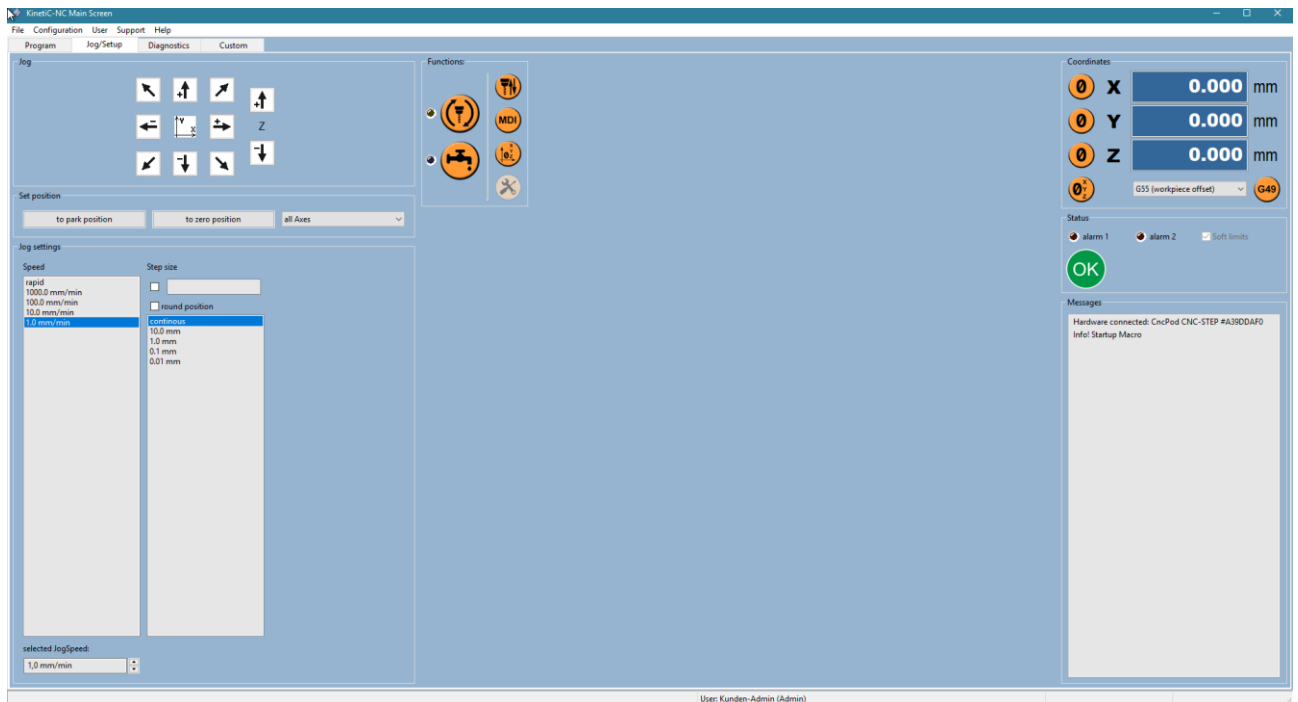 KinetiC-NC Main Screen
File Configuration User Support Help
Program Jog/Setup Diagnostics Custom
Jog
Y
X
Z
Set position
to park position to zero position all Axes
Jog settings
Speed
rapid
1000.0 mm/min
100.0 mm/min
10.0 mm/min
1.0 mm/min
Step size
round position
continous
10.0 mm
1.0 mm
0.1 mm
0.01 mm
selected JogSpeed:
1,0 mm/min
Functions:
MDI
Coordinates
0 X 0.000 mm
0 Y 0.000 mm
0 Z 0.000 mm
0 X Z G55 (workpiece offset) G49
Status
alarm 1 alarm 2 Soft limits
OK
Messages
Hardware connected: CncPod CNC-STEP #A39DDAF0
Info! Startup Macro
User: Kunden-Admin (Admin)